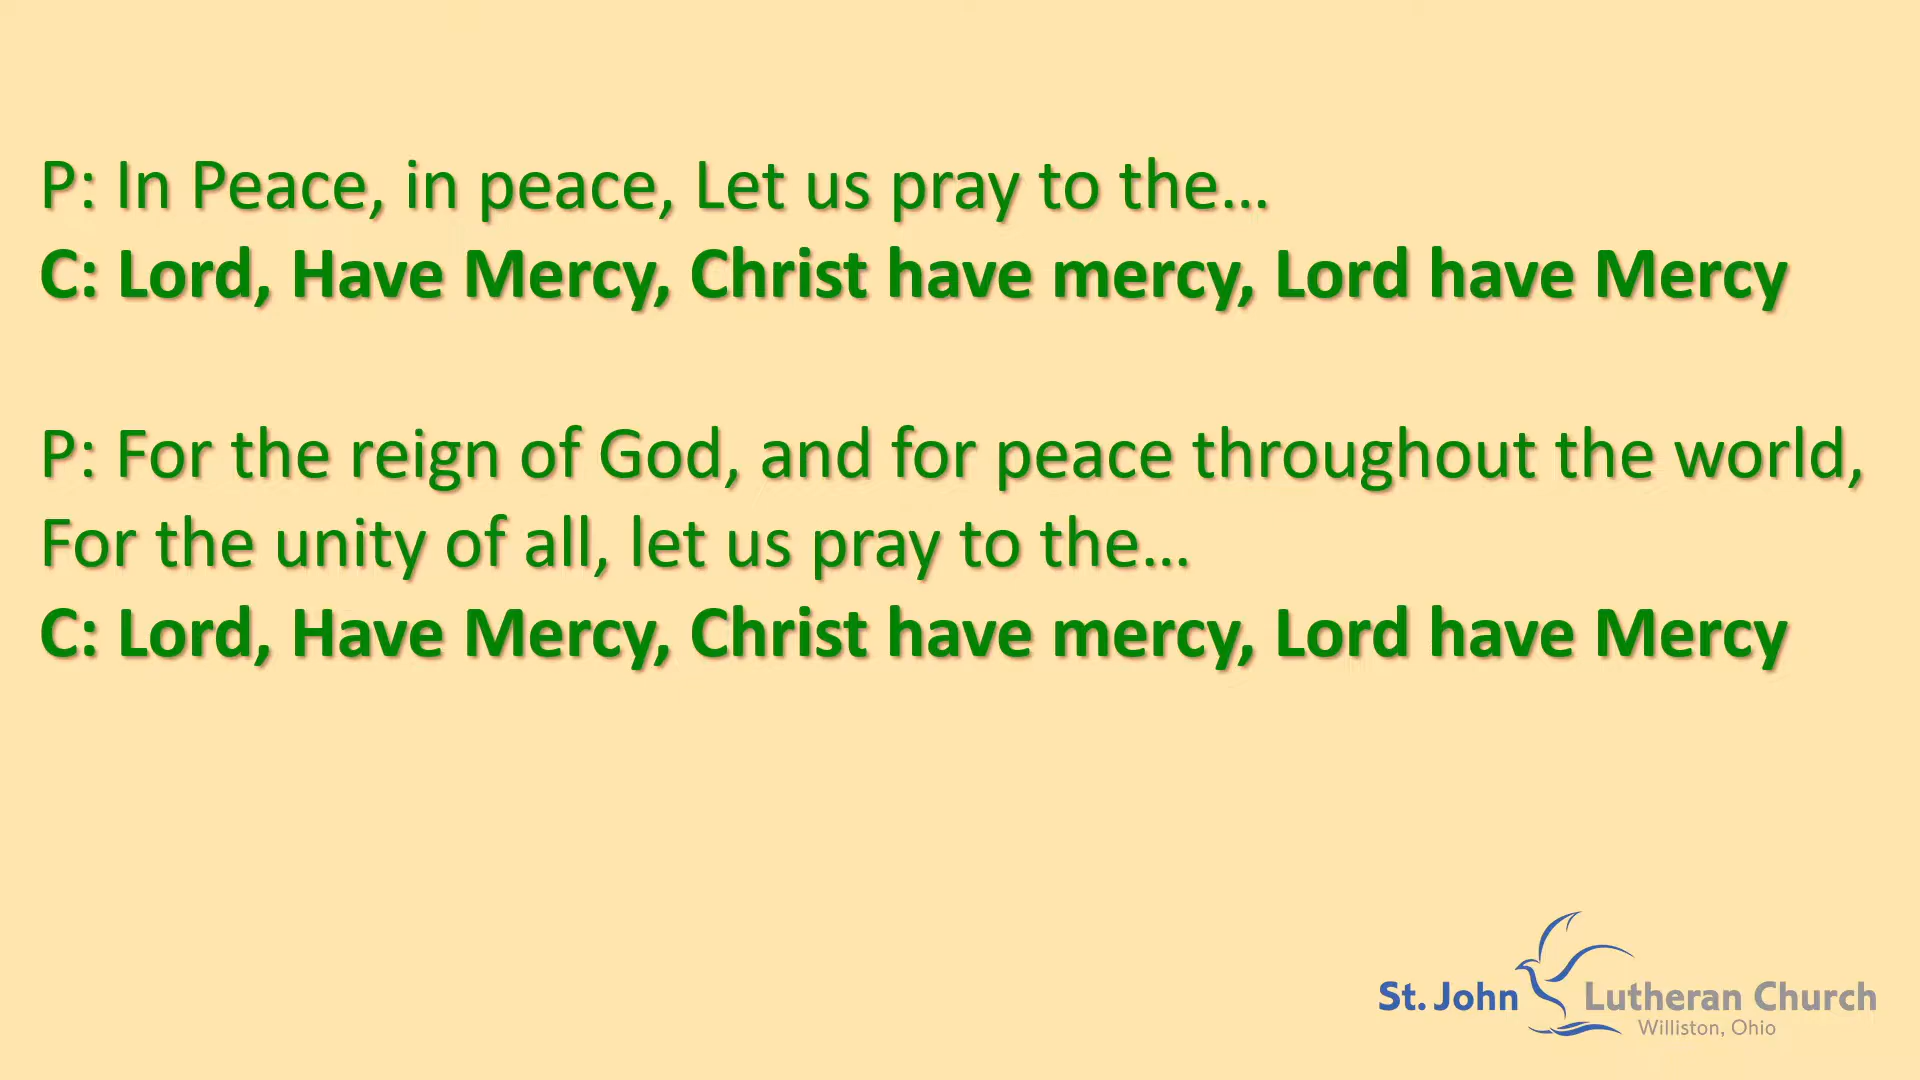 P: In Peace, in peace, Let us pray to the...
C: Lord, Have Mercy, Christ have mercy, Lord have Mercy
P: For the reign of God, and for peace throughout the world,
For the unity of all, let us pray to the...
C: Lord, Have Mercy, Christ have mercy, Lord have Mercy
St. John Lutheran Church
Williston, Ohio